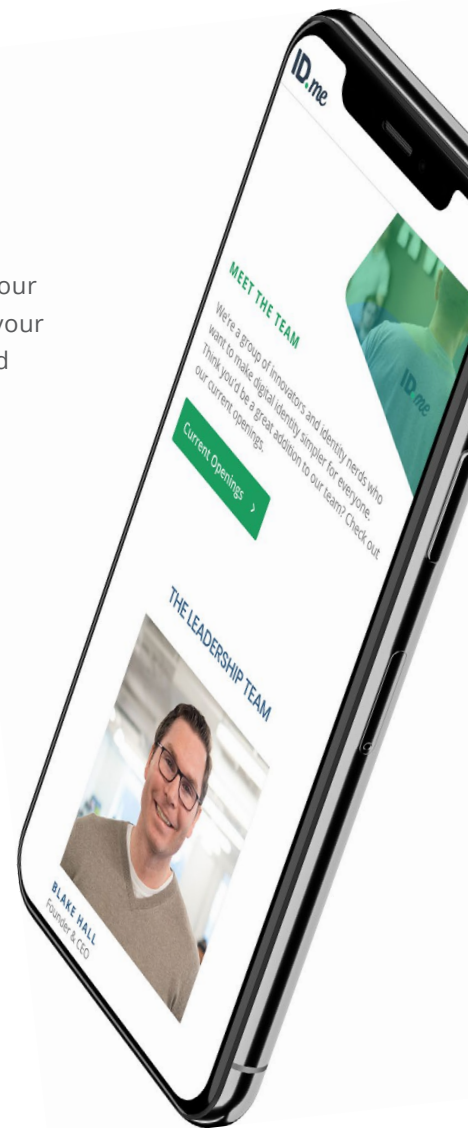 our
your
d
ID.me
MEET THE TEAM
We're a group of innovators and identity nerds who
want to make digital identity simpler for everyone.
Think you'd be a great addition to our team? Check out
our current openings.
Current Openings >
ID.me
THE LEADERSHIP TEAM
BLAKE HALL
Founder & CEO